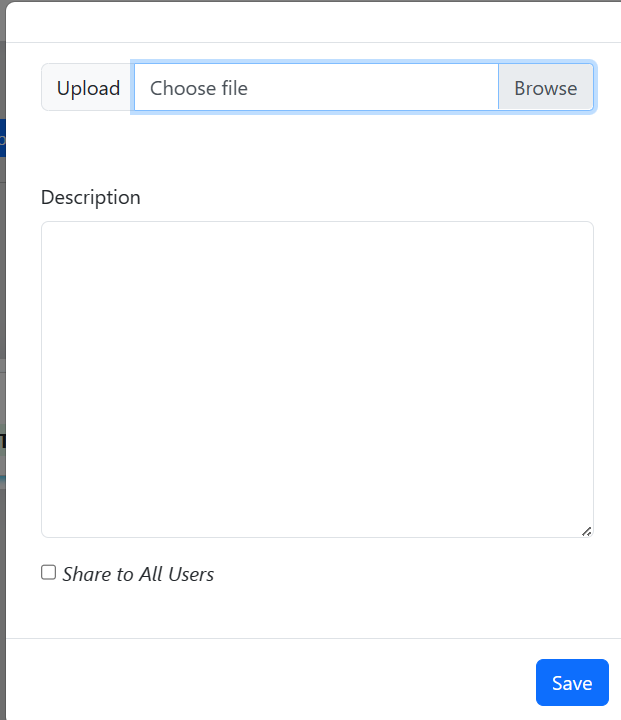 Upload Choose file Browse
Description
Share to All Users
Save